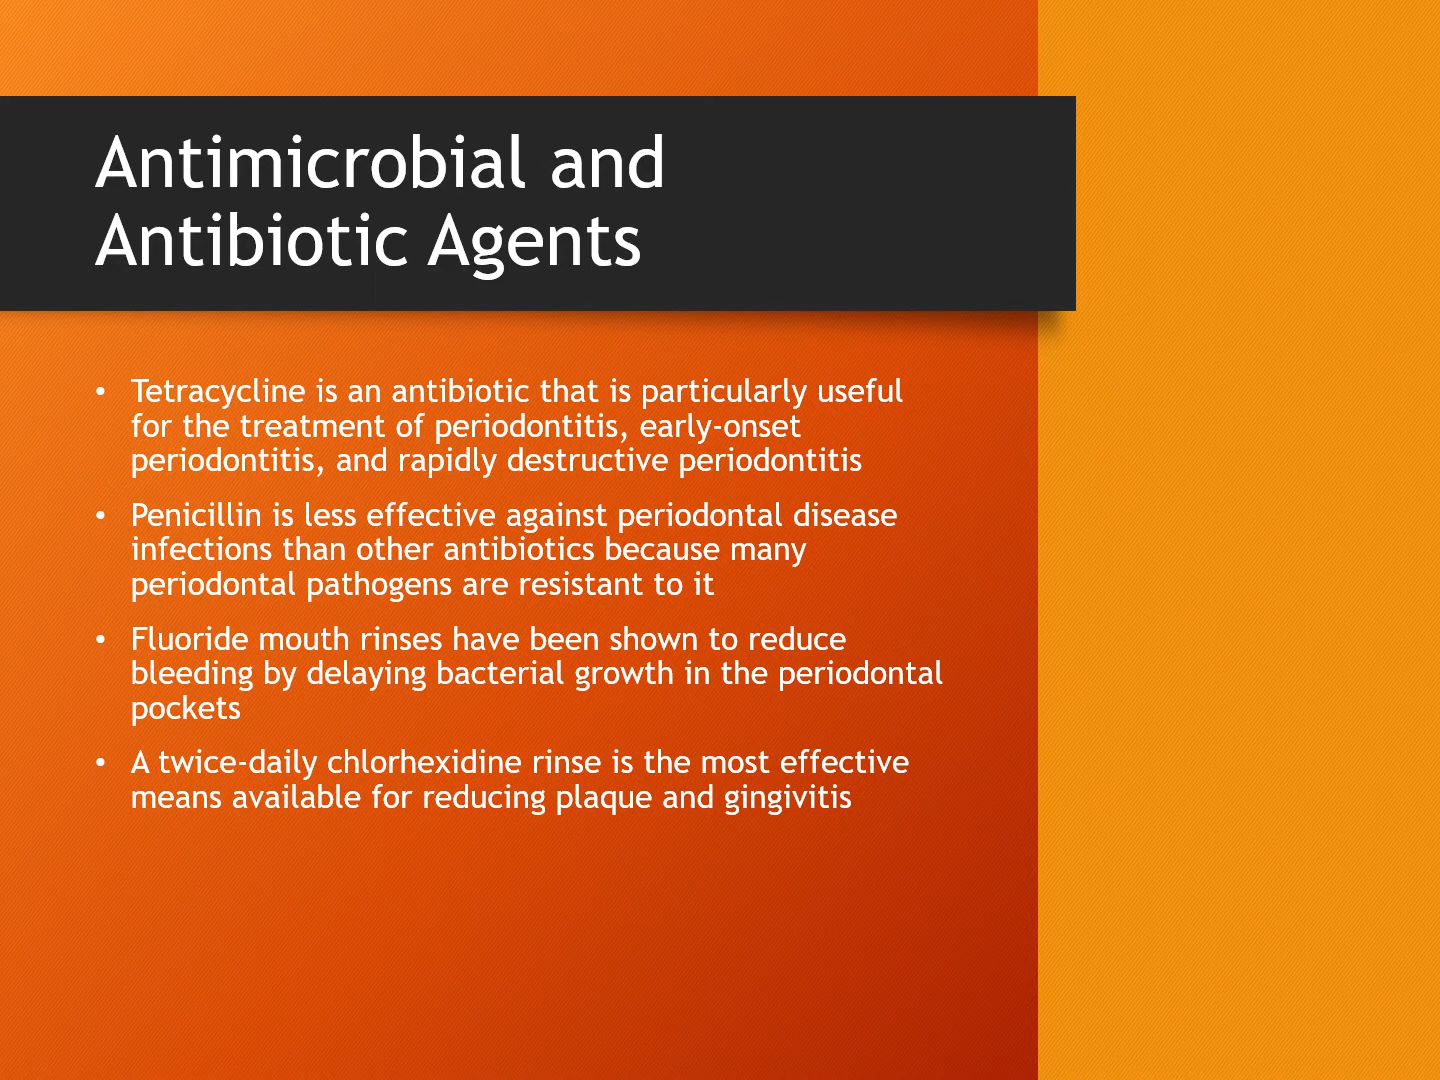 Antimicrobial and
Antibiotic Agents
• Tetracycline is an antibiotic that is particularly useful
for the treatment of periodontitis, early-onset
periodontitis, and rapidly destructive periodontitis
• Penicillin is less effective against periodontal disease
infections than other antibiotics because many
periodontal pathogens are resistant to it
• Fluoride mouth rinses have been shown to reduce
bleeding by delaying bacterial growth in the periodontal
pockets
• A twice-daily chlorhexidine rinse is the most effective
means available for reducing plaque and gingivitis